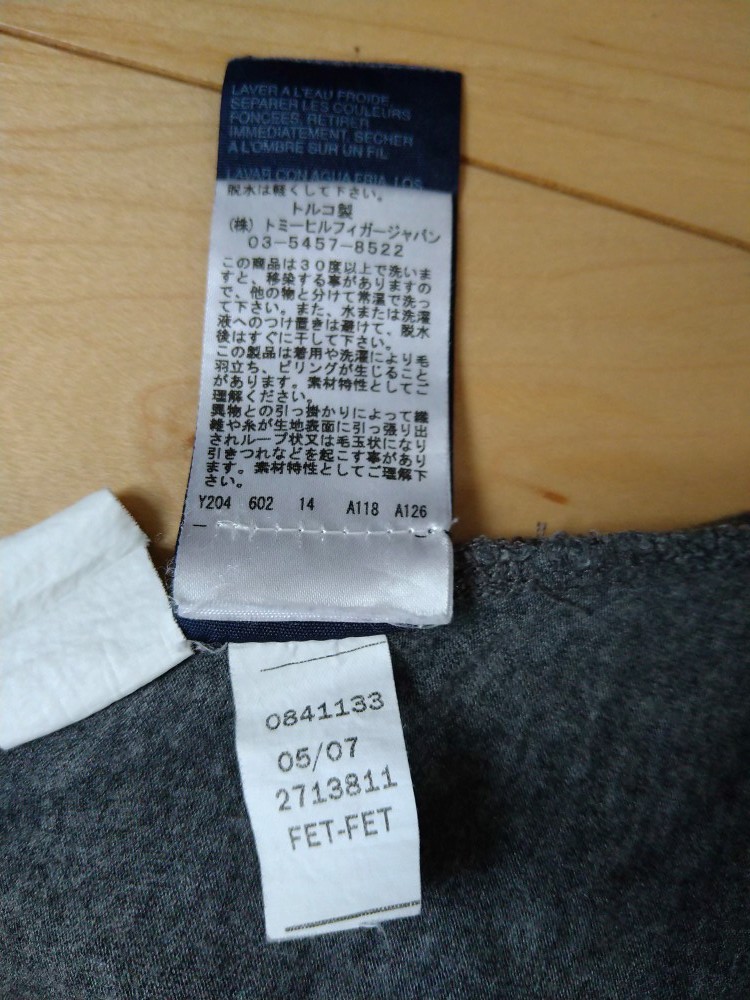 LAVER A L'EAU FROIDE,
SEPARER LES COULEURS
FONCEES, RETIRER
IMMEDIATEMENT, SECHER
A L'OMBRE SUR UN FIL
LAVAR CON AGUA FRIA, LOS
脱水は軽くして下さい。
トルコ製
(株) トミーヒルフィガージャパン
03-5457-8522
この商品は30度以上で洗いま
すと、移染する事がありますの
で、他の物と分けて常温で洗っ
て下さい。また、水または洗濯
液へのつけ置きは避けて、脱水
後はすぐに干して下さい。
この製品は着用や洗濯により毛
羽立ち、ピリングが生じること
があります。素材特性としてご
理解ください。
異物との引っ掛かりによって繊
維や糸が生地表面に引っ張り出
されループ状又は毛玉状になり
引きつれなどを起こす事があり
ます。素材特性としてご理解下
さい。
Y204 602 14 A118 A126
0841133
05/07
2713811
FET-FET